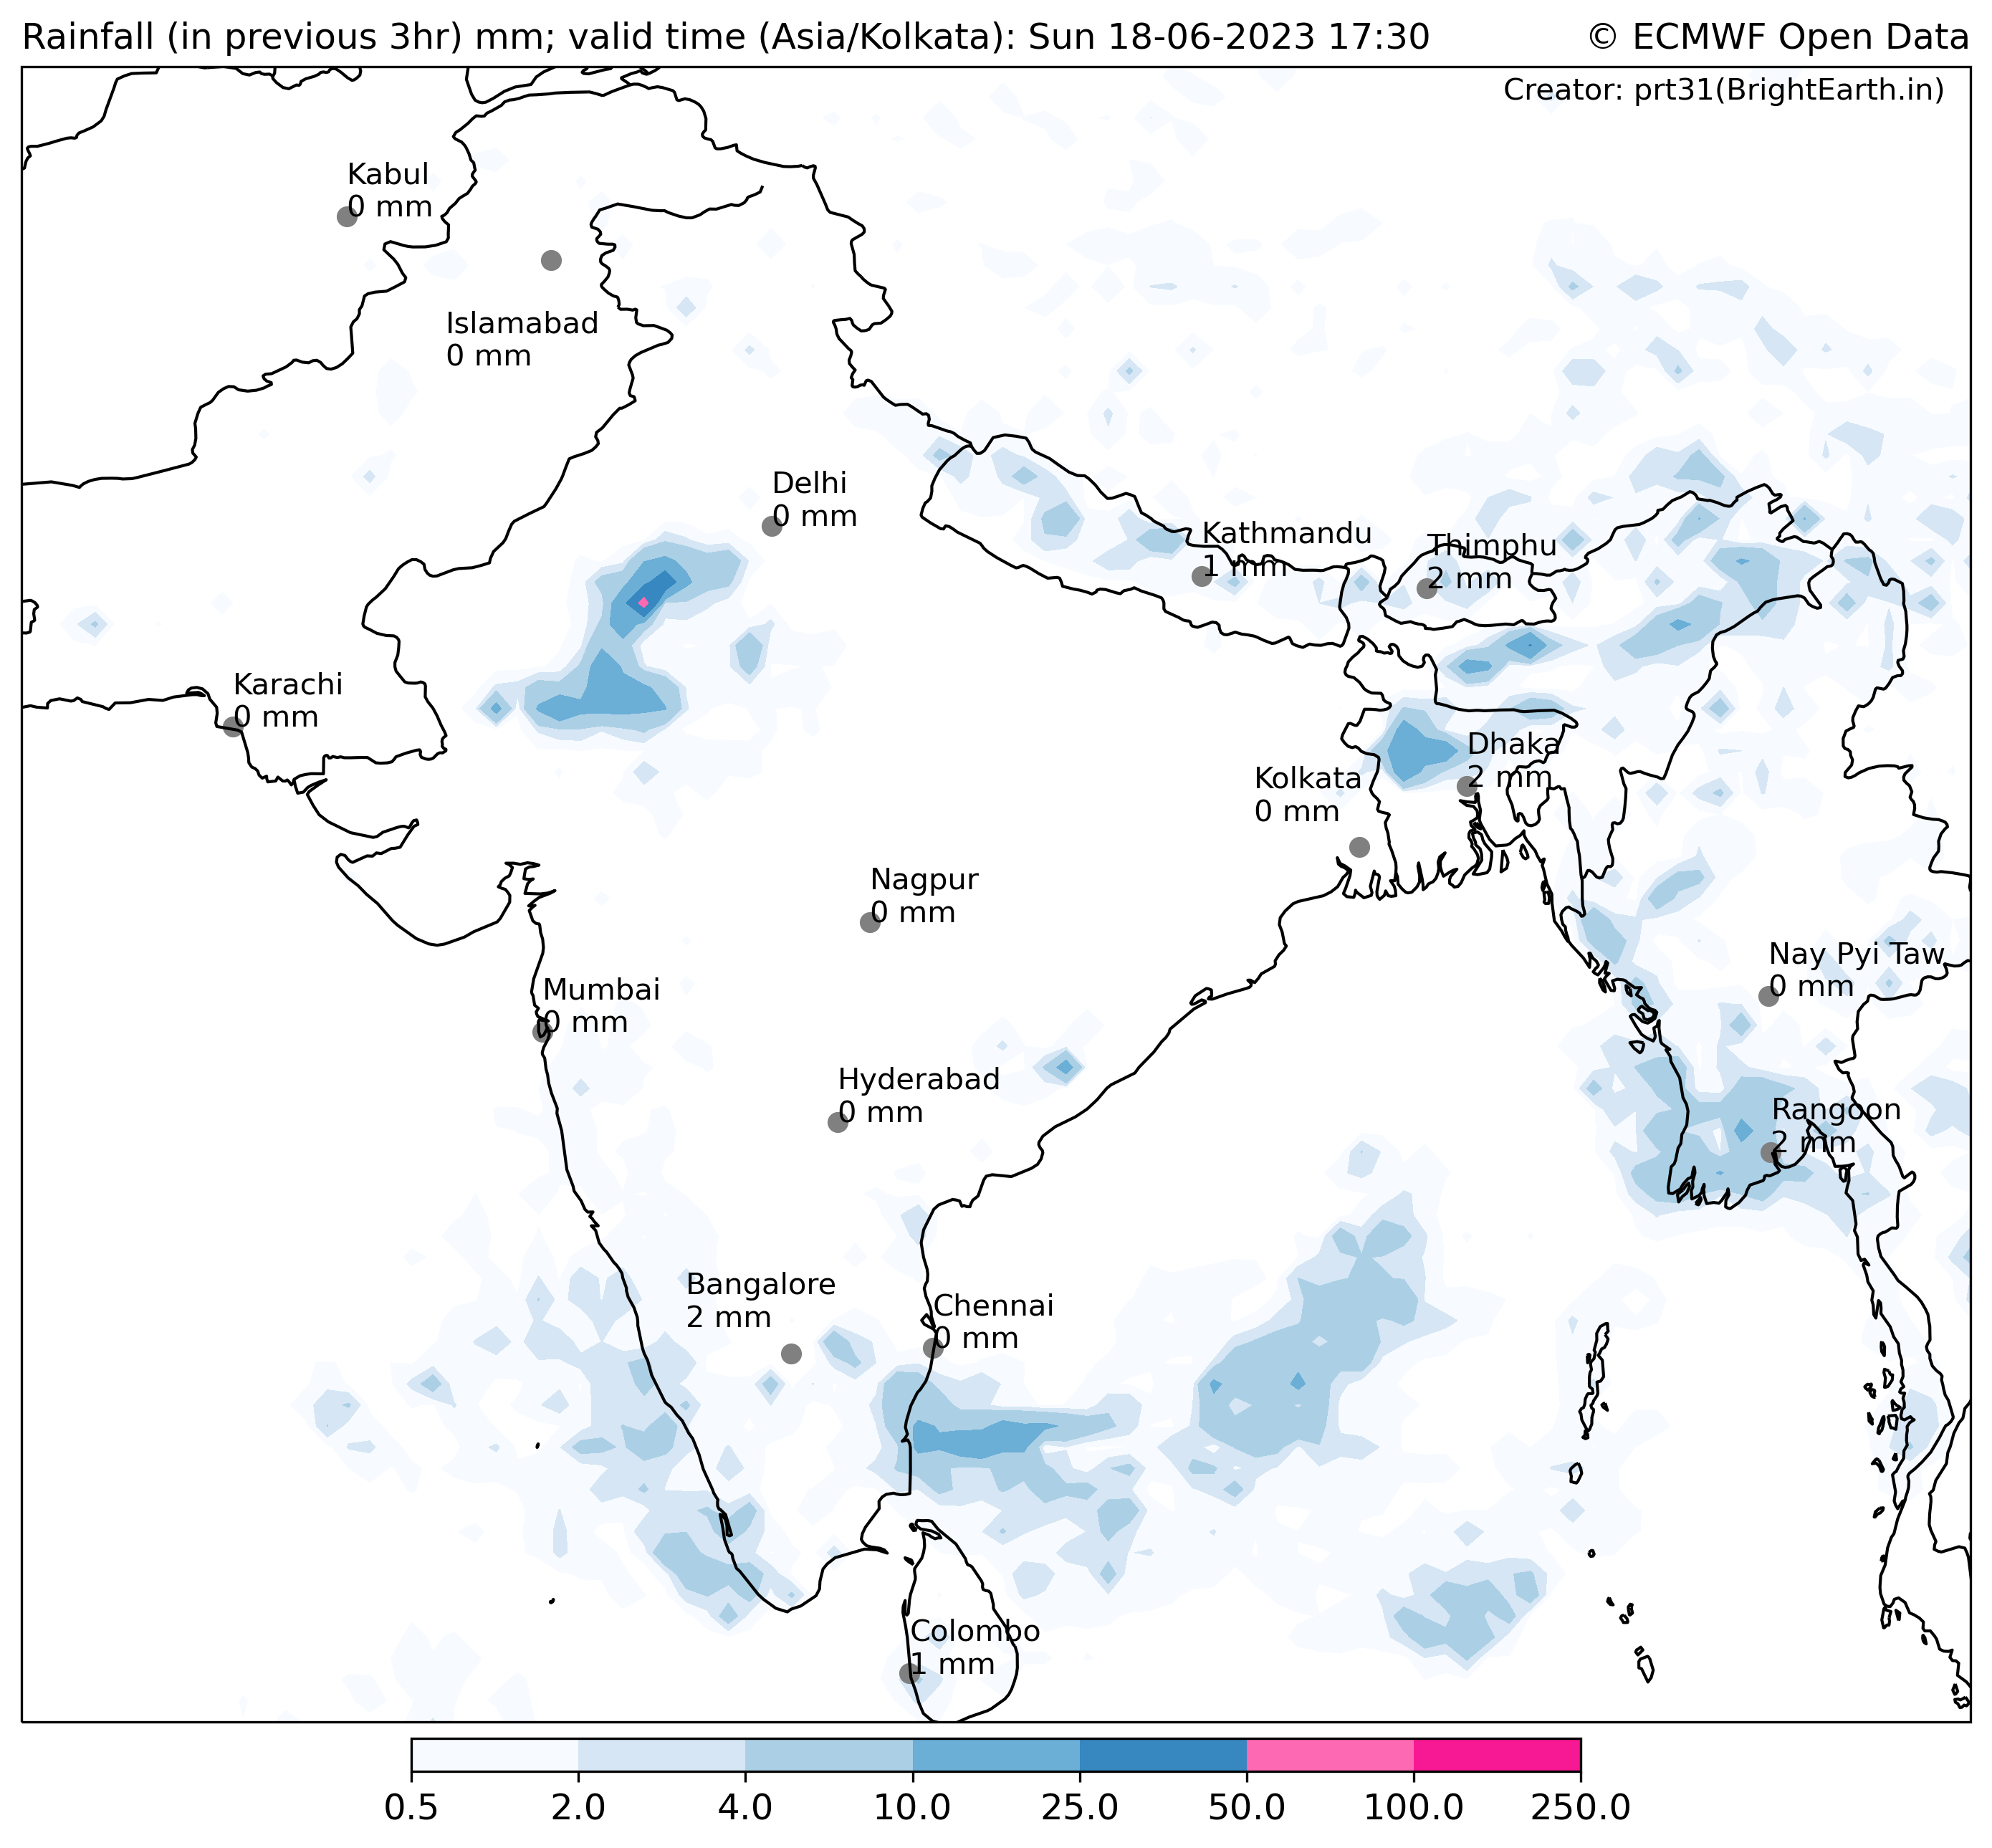 Rainfall (in previous 3hr) mm; valid time (Asia/Kolkata): Sun 18-06-2023 17:30
© ECMWF Open Data
Creator: prt31(BrightEarth.in)
Kabul
0 mm
Islamabad
0 mm
Delhi
0 mm
Kathmandu
1 mm
Thimphu
2 mm
Karachi
0 mm
Dhaka
2 mm
Kolkata
0 mm
Nagpur
0 mm
Nay Pyi Taw
0 mm
Mumbai
0 mm
Hyderabad
0 mm
Rangoon
2 mm
Bangalore
2 mm
Chennai
0 mm
Colombo
1 mm
0.5 2.0 4.0 10.0 25.0 50.0 100.0 250.0